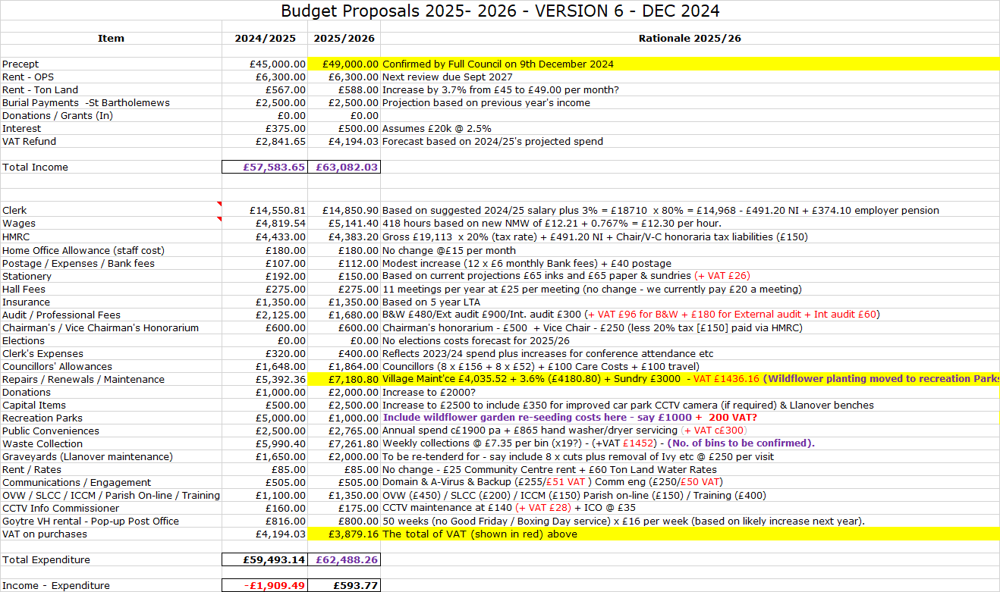 Budget Proposals 2025- 2026 - VERSION 6 - DEC 2024
Item 2024/2025 2025/2026 Rationale 2025/26
Precept £45,000.00 £49,000.00 Confirmed by Full Council on 9th December 2024
Rent - OPS £6,300.00 £6,300.00 Next review due Sept 2027
Rent - Ton Land £567.00 £588.00 Increase by 3.7% from £45 to £49.00 per month?
Burial Payments -St Bartholemews £2,500.00 £2,500.00 Projection based on previous year's income
Donations / Grants (In) £0.00 £0.00
Interest £375.00 £500.00 Assumes £20k @ 2.5%
VAT Refund £2,841.65 £4,194.03 Forecast based on 2024/25's projected spend
Total Income £57,583.65 £63,082.03
Clerk £14,550.81 £14,850.90 Based on suggested 2024/25 salary plus 3% = £18710 x 80% = £14,968 - £491.20 NI + £374.10 employer pension
Wages £4,819.54 £5,141.40 418 hours based on new NMW of £12.21 + 0.767% = £12.30 per hour.
HMRC £4,433.00 £4,383.20 Gross £19,113 x 20% (tax rate) + £491.20 NI + Chair/V-C honoraria tax liabilities (£150)
Home Office Allowance (staff cost) £180.00 £180.00 No change @£15 per month
Postage / Expenses / Bank fees £107.00 £112.00 Modest increase (12 x £6 monthly Bank fees) + £40 postage
Stationery £192.00 £150.00 Based on current projections £65 inks and £65 paper & sundries (+ VAT £26)
Hall Fees £275.00 £275.00 11 meetings per year at £25 per meeting (no change - we currently pay £20 a meeting)
Insurance £1,350.00 £1,350.00 Based on 5 year LTA
Audit / Professional Fees £2,125.00 £1,680.00 B&W £480/Ext audit £900/Int. audit £300 (+ VAT £96 for B&W + £180 for External audit + Int audit £60)
Chairman's / Vice Chairman's Honorarium £600.00 £600.00 Chairman's honorarium - £500 + Vice Chair - £250 (less 20% tax [£150] paid via HMRC)
Elections £0.00 £0.00 No elections costs forecast for 2025/26
Clerk's Expenses £320.00 £400.00 Reflects 2023/24 spend plus increases for conference attendance etc
Councillors' Allowances £1,648.00 £1,864.00 Councillors (8 x £156 + 8 x £52) + £100 Care Costs + £100 travel)
Repairs / Renewals / Maintenance £5,392.36 £7,180.80 Village Maint'ce £4,035.52 + 3.6% (£4180.80) + Sundry £3000 - VAT £1436.16 (Wildflower planting moved to recreation Parks
Donations £1,000.00 £2,000.00 Increase to £2000?
Capital Items £500.00 £2,500.00 Increase to £2500 to include £350 for improved car park CCTV camera (if required) & Llanover benches
Recreation Parks £5,000.00 £1,000.00 Include wildflower garden re-seeding costs here - say £1000 + 200 VAT?
Public Conveniences £2,500.00 £2,765.00 Annual spend c£1900 pa + £865 hand washer/dryer servicing (+ VAT c£300)
Waste Collection £5,990.40 £7,261.80 Weekly collections @ £7.35 per bin (x19?) - (+VAT £1452) - (No. of bins to be confirmed).
Graveyards (Llanover maintenance) £1,650.00 £2,000.00 To be re-tenderd for - say include 8 x cuts plus removal of Ivy etc @ £250 per visit
Rent / Rates £85.00 £85.00 No change - £25 Community Centre rent + £60 Ton Land Water Rates
Communications / Engagement £505.00 £505.00 Domain & A-Virus & Backup (£255/£51 VAT ) Comm eng (£250/£50 VAT)
OVW / SLCC / ICCM / Parish On-line / Training £1,100.00 £1,350.00 OVW (£450) / SLCC (£200) / ICCM (£150) Parish on-line (£150) / Training (£400)
CCTV Info Commissioner £160.00 £175.00 CCTV maintenance at £140 (+ VAT £28) + ICO @ £35
Goytre VH rental - Pop-up Post Office £816.00 £800.00 50 weeks (no Good Friday / Boxing Day service) x £16 per week (based on likely increase next year).
VAT on purchases £4,194.03 £3,879.16 The total of VAT (shown in red) above
Total Expenditure £59,493.14 £62,488.26
Income - Expenditure -£1,909.49 £593.77